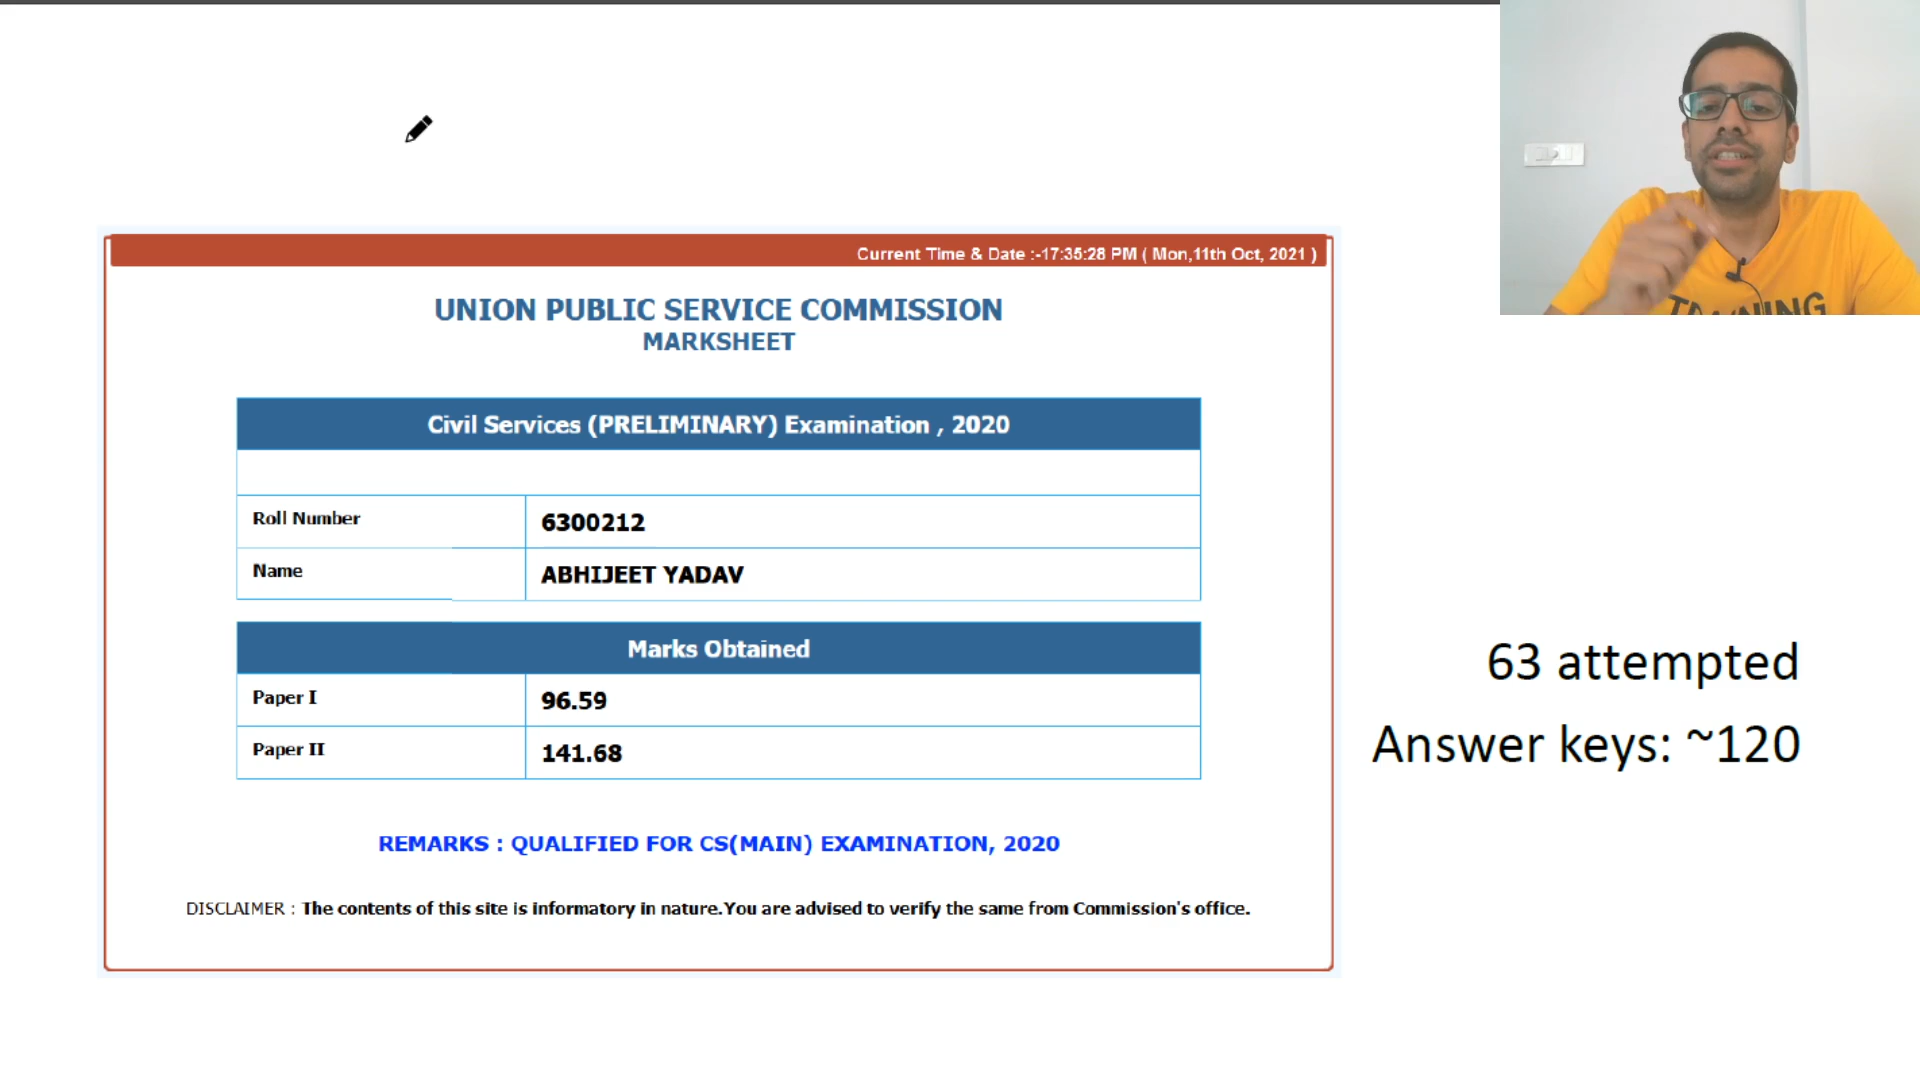 Current Time & Date :-17:35:28 PM ( Mon,11th Oct, 2021 )
UNION PUBLIC SERVICE COMMISSION
MARKSHEET
Civil Services (PRELIMINARY) Examination , 2020
Roll Number 6300212
Name ABHIJEET YADAV
Marks Obtained
Paper I 96.59
Paper II 141.68
REMARKS : QUALIFIED FOR CS(MAIN) EXAMINATION, 2020
DISCLAIMER : The contents of this site is informatory in nature.You are advised to verify the same from Commission's office.
63 attempted
Answer keys: ~120
TRAINING